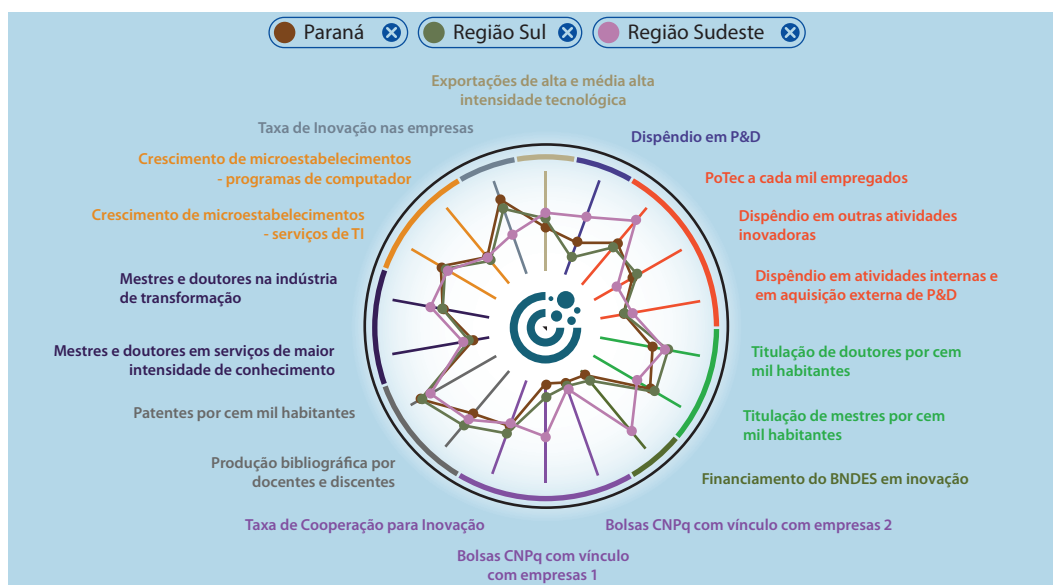 Paraná
Região Sul
Região Sudeste
Exportações de alta e média alta
intensidade tecnológica
Taxa de Inovação nas empresas
Dispêndio em P&D
Crescimento de microestabelecimentos
- programas de computador
PoTec a cada mil empregados
Crescimento de microestabelecimentos
- serviços de TI
Dispêndio em outras atividades
inovadoras
Mestres e doutores na indústria
de transformação
Dispêndio em atividades internas e
em aquisição externa de P&D
Mestres e doutores em serviços de maior
intensidade de conhecimento
Titulação de doutores por cem
mil habitantes
Patentes por cem mil habitantes
Titulação de mestres por cem
mil habitantes
Produção bibliográfica por
docentes e discentes
Financiamento do BNDES em inovação
Taxa de Cooperação para Inovação
Bolsas CNPq com vínculo com empresas 2
Bolsas CNPq com vínculo
com empresas 1